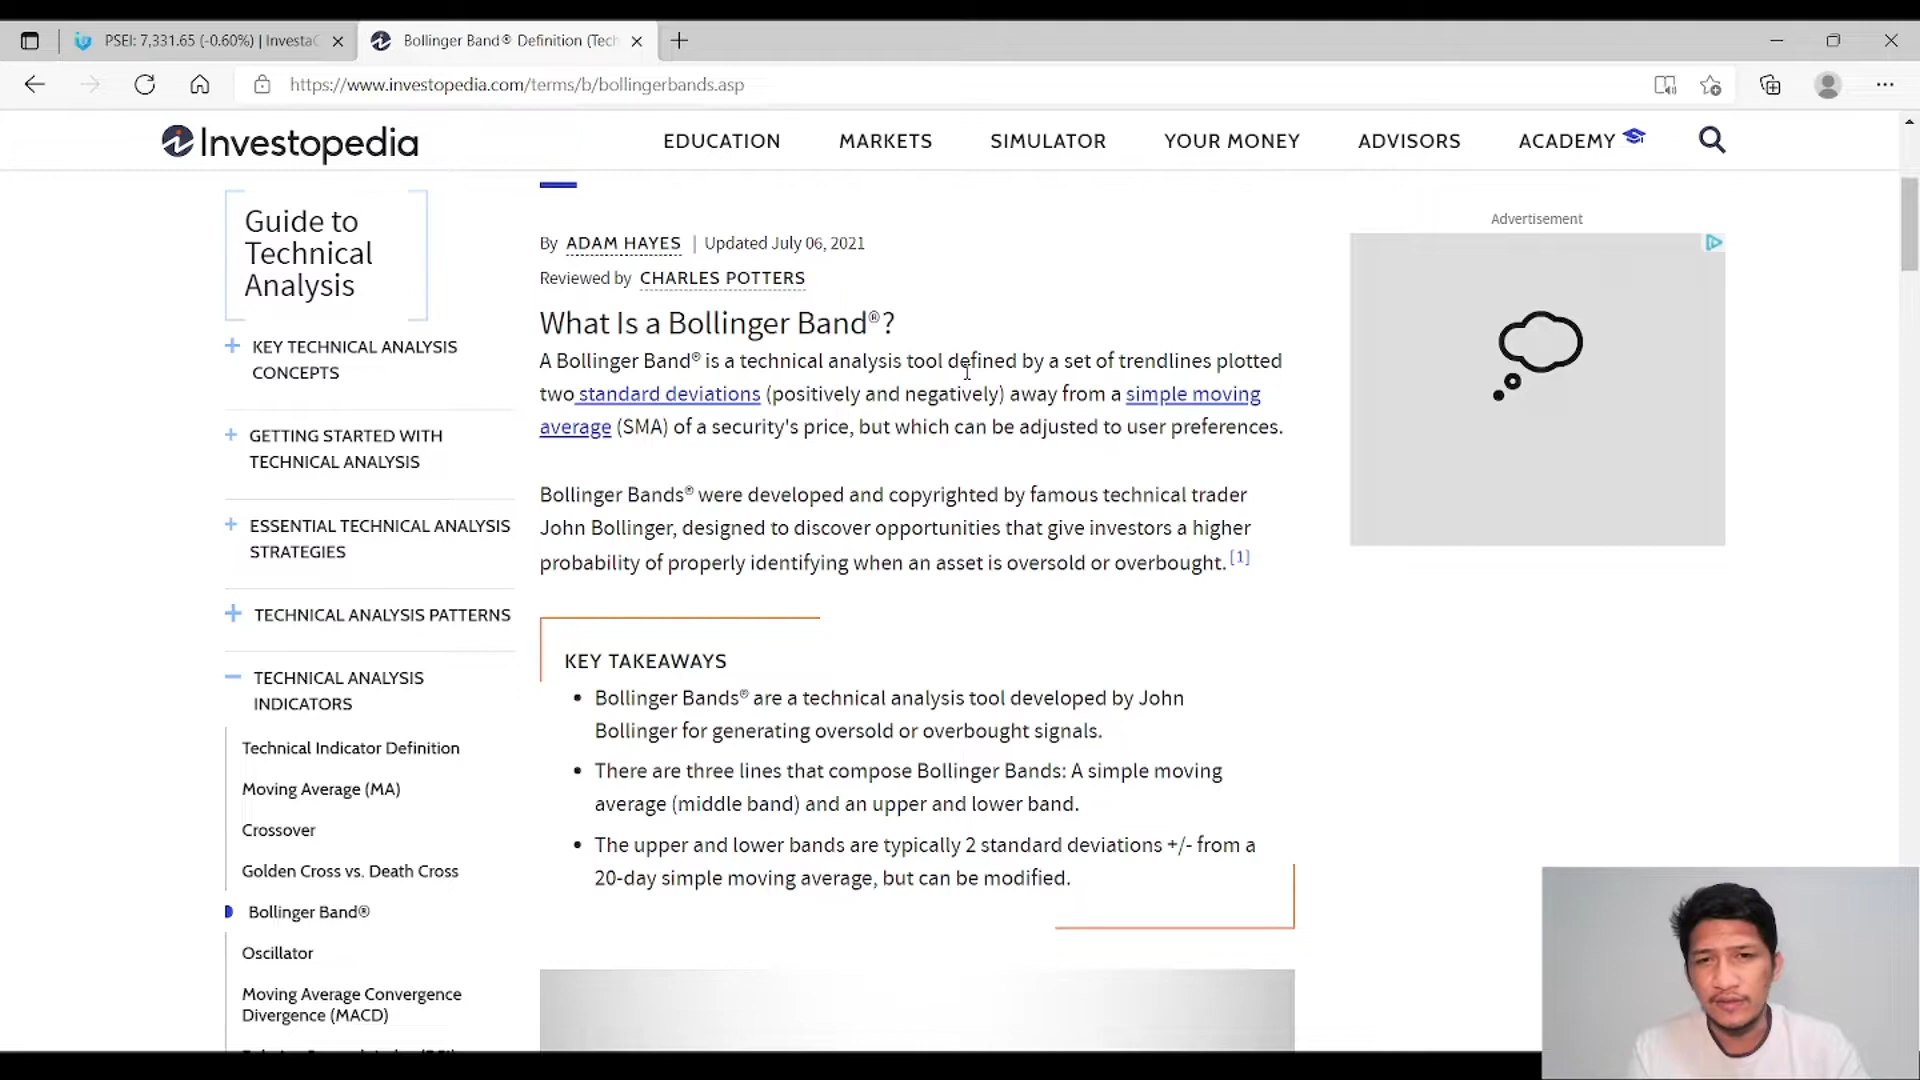 PSEI: 7,331.65 (-0.60%) | Investa
Bollinger Band® Definition (Tech
https://www.investopedia.com/terms/b/bollingerbands.asp
Investopedia
EDUCATION
MARKETS
SIMULATOR
YOUR MONEY
ADVISORS
ACADEMY
Guide to
Technical
Analysis
KEY TECHNICAL ANALYSIS
CONCEPTS
GETTING STARTED WITH
TECHNICAL ANALYSIS
ESSENTIAL TECHNICAL ANALYSIS
STRATEGIES
TECHNICAL ANALYSIS PATTERNS
TECHNICAL ANALYSIS
INDICATORS
Technical Indicator Definition
Moving Average (MA)
Crossover
Golden Cross vs. Death Cross
Bollinger Band®
Oscillator
Moving Average Convergence
Divergence (MACD)
By ADAM HAYES | Updated July 06, 2021
Reviewed by CHARLES POTTERS
What Is a Bollinger Band®?
A Bollinger Band® is a technical analysis tool defined by a set of trendlines plotted
two standard deviations (positively and negatively) away from a simple moving
average (SMA) of a security's price, but which can be adjusted to user preferences.
Bollinger Bands® were developed and copyrighted by famous technical trader
John Bollinger, designed to discover opportunities that give investors a higher
probability of properly identifying when an asset is oversold or overbought. [1]
KEY TAKEAWAYS
• Bollinger Bands® are a technical analysis tool developed by John
Bollinger for generating oversold or overbought signals.
• There are three lines that compose Bollinger Bands: A simple moving
average (middle band) and an upper and lower band.
• The upper and lower bands are typically 2 standard deviations +/- from a
20-day simple moving average, but can be modified.
Advertisement